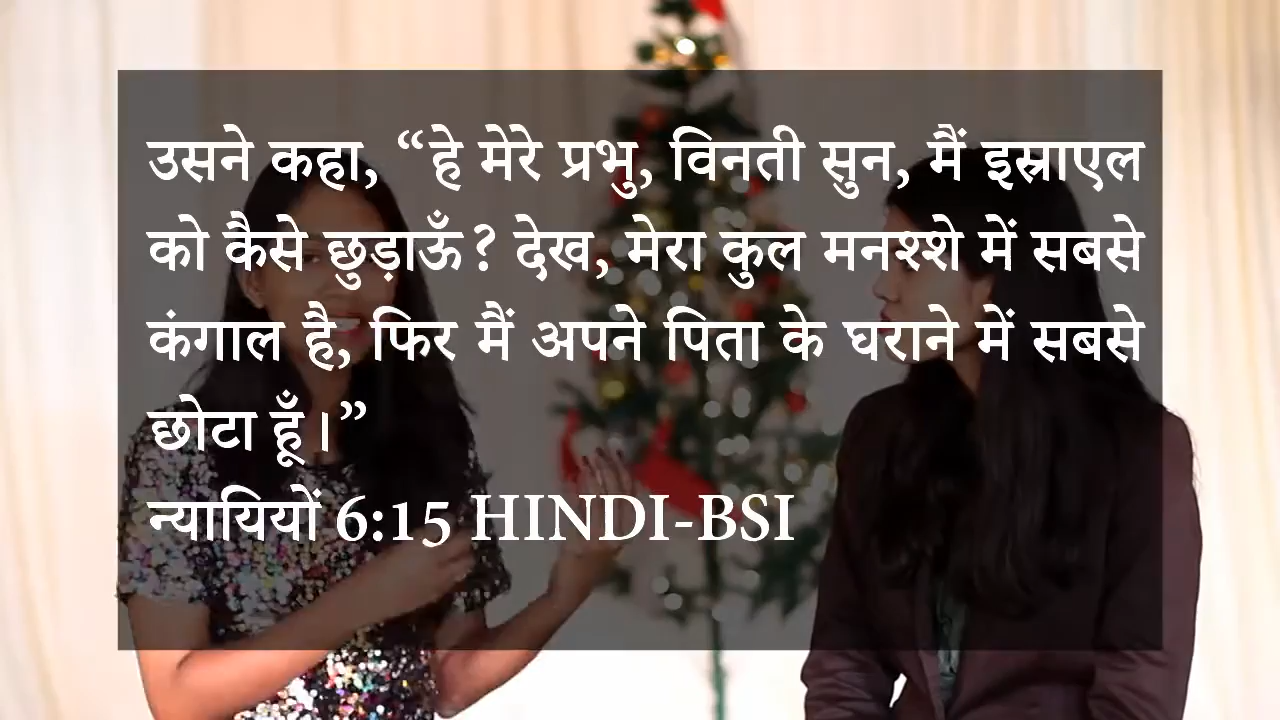 उसने कहा, “हे मेरे प्रभु, विनती सुन, मैं इस्राएल
को कैसे छुड़ाऊँ? देख, मेरा कुल मनश्शे में सबसे
कंगाल है, फिर मैं अपने पिता के घराने में सबसे
छोटा हूँ।”
न्यायियों 6:15 HINDI-BSI